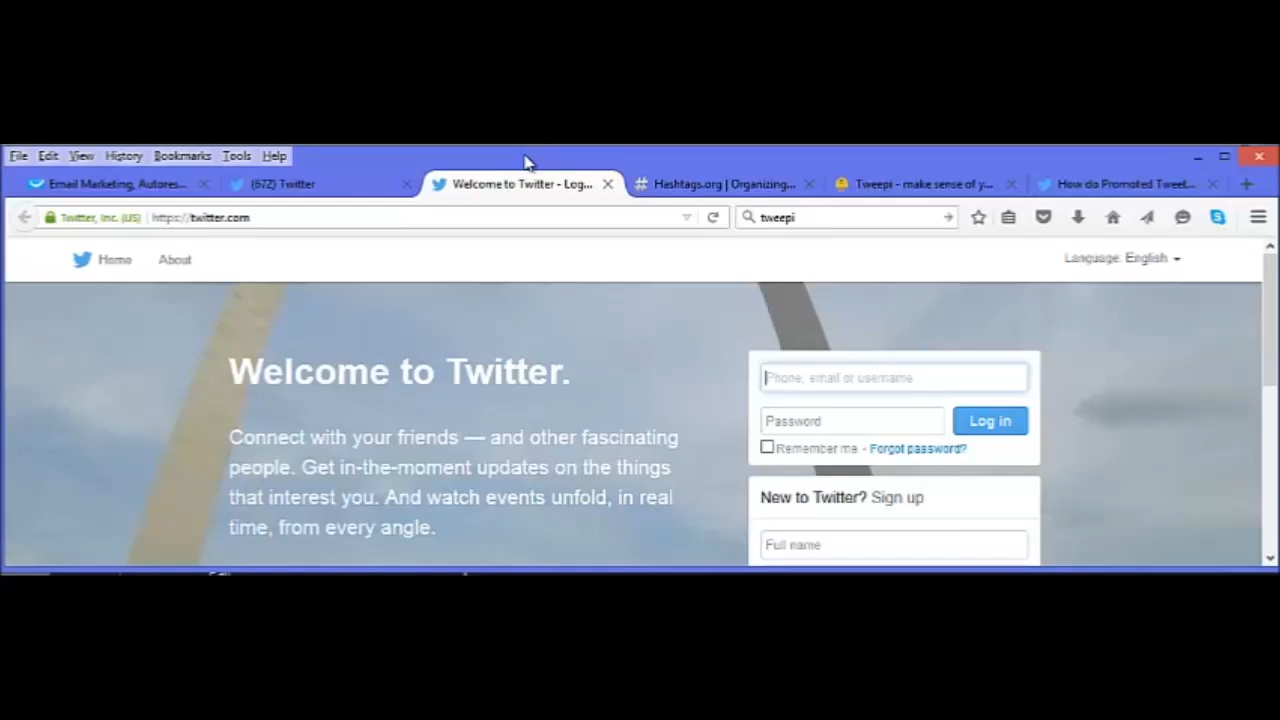 File Edit View History Bookmarks Tools Help
Email Marketing, Autores... (672) Twitter Welcome to Twitter - Log... Hashtags.org | Organizing... Tweepi - make sense of y... How do Promoted Tweet...
Twitter, Inc. (US) https://twitter.com tweepi
Home About Language: English
Welcome to Twitter.
Connect with your friends — and other fascinating
people. Get in-the-moment updates on the things
that interest you. And watch events unfold, in real
time, from every angle.
Phone, email or username
Password Log in
Remember me · Forgot password?
New to Twitter? Sign up
Full name